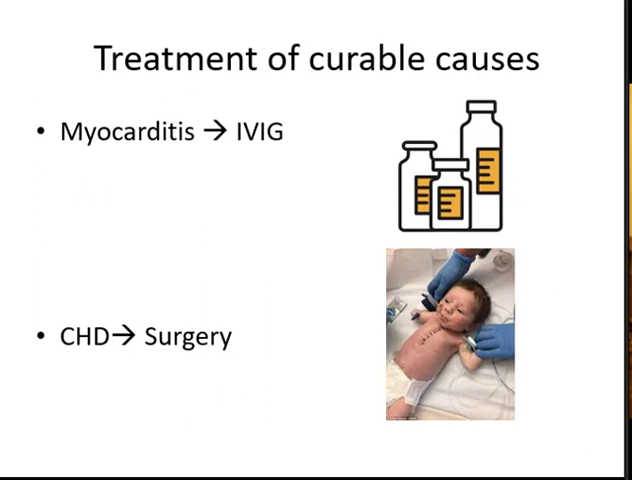 Treatment of curable causes
• Myocarditis → IVIG
• CHD→ Surgery